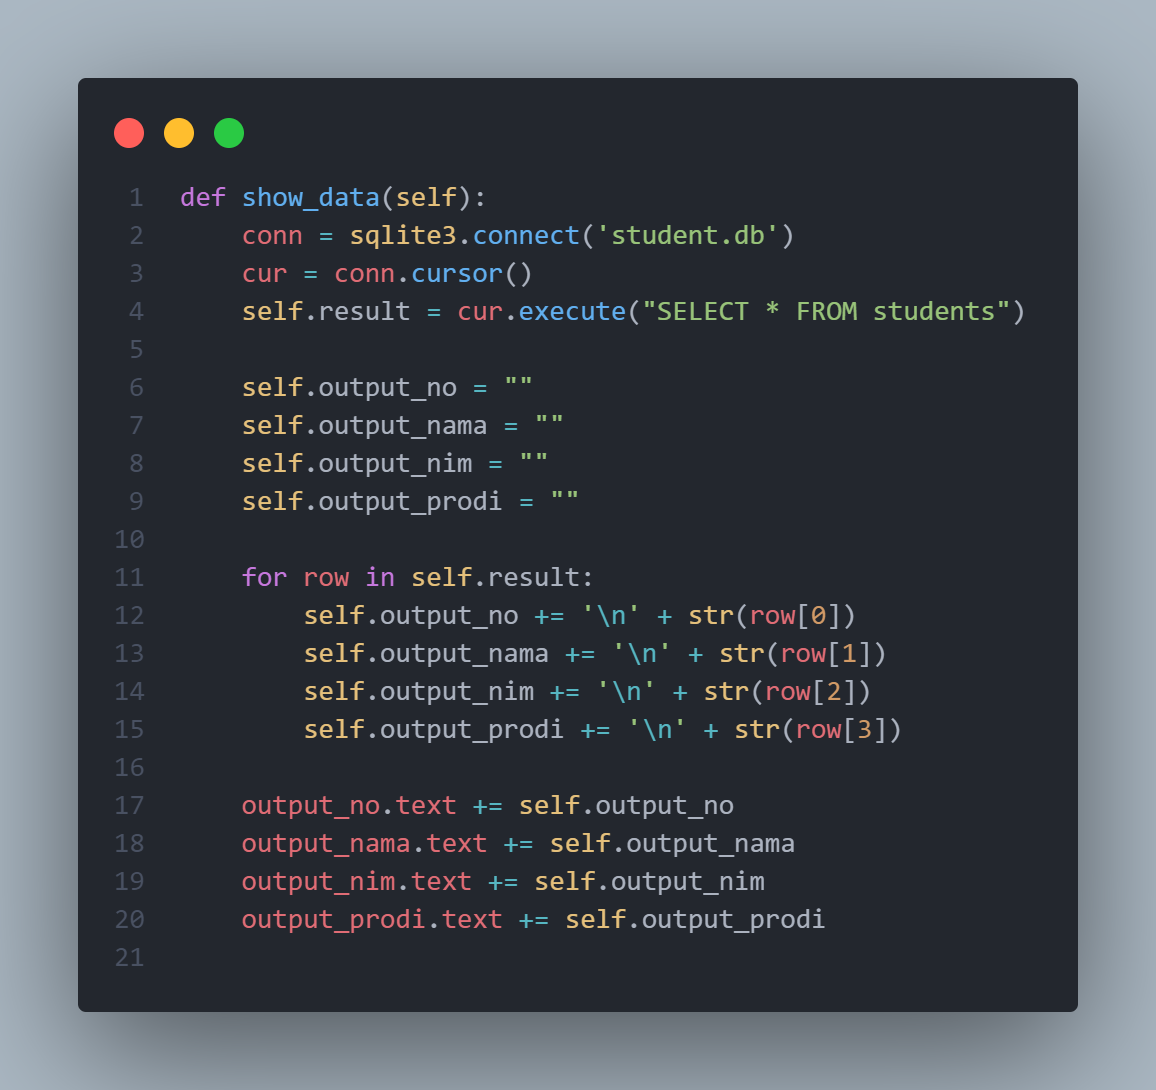 1 def show_data(self):
2     conn = sqlite3.connect('student.db')
3     cur = conn.cursor()
4     self.result = cur.execute("SELECT * FROM students")
5
6     self.output_no = ""
7     self.output_nama = ""
8     self.output_nim = ""
9     self.output_prodi = ""
10
11     for row in self.result:
12         self.output_no += '\n' + str(row[0])
13         self.output_nama += '\n' + str(row[1])
14         self.output_nim += '\n' + str(row[2])
15         self.output_prodi += '\n' + str(row[3])
16
17     output_no.text += self.output_no
18     output_nama.text += self.output_nama
19     output_nim.text += self.output_nim
20     output_prodi.text += self.output_prodi
21